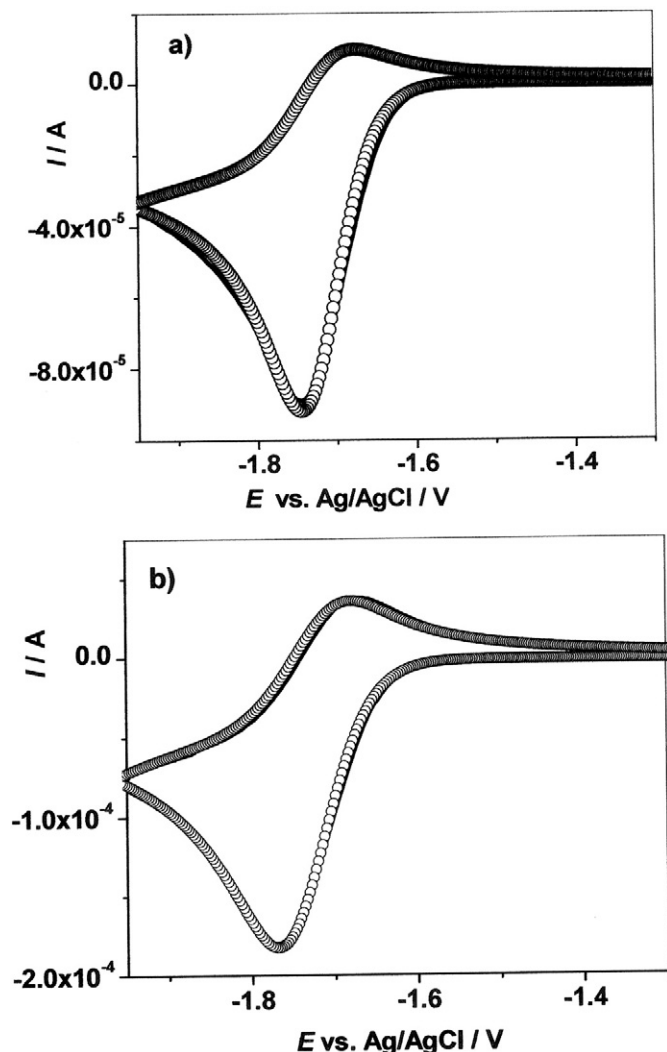 a)
0.0
-4.0x10⁻⁵
-8.0x10⁻⁵
I / A
-1.8 -1.6 -1.4
E vs. Ag/AgCl / V
b)
0.0
-1.0x10⁻⁴
-2.0x10⁻⁴
I / A
-1.8 -1.6 -1.4
E vs. Ag/AgCl / V